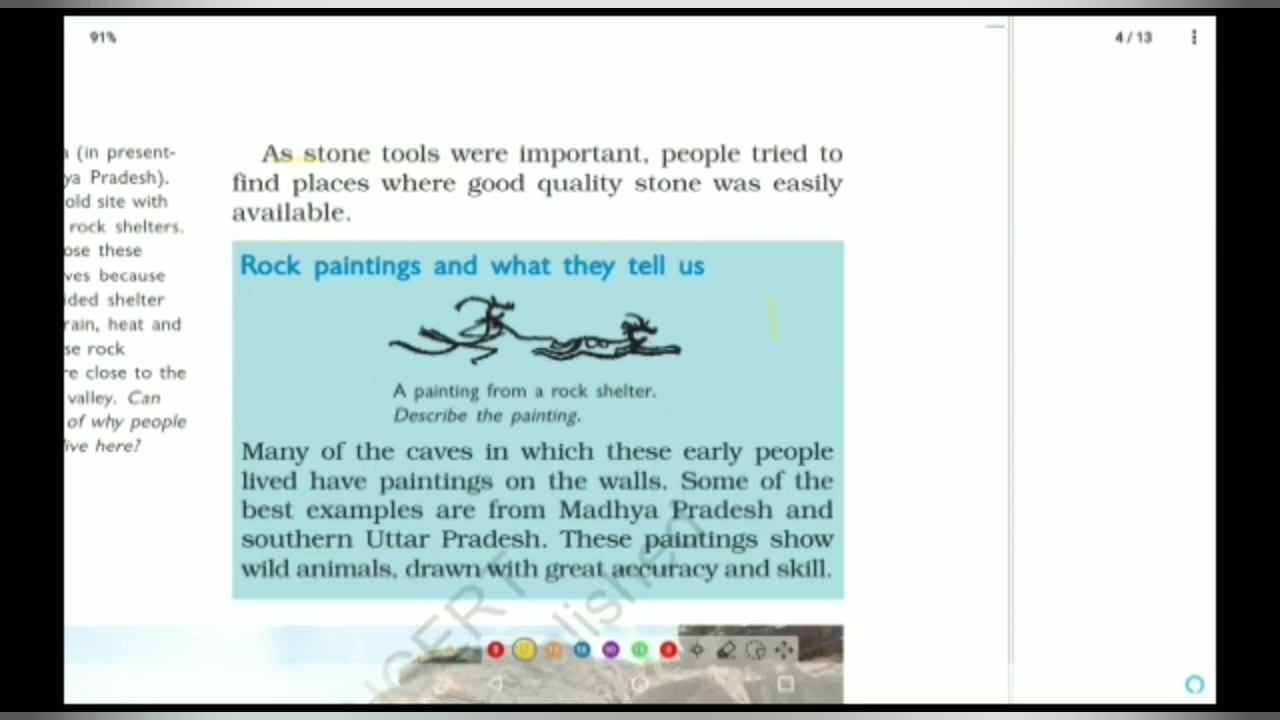 91%
4 / 13
(in present-
ya Pradesh).
old site with
rock shelters.
ose these
ves because
ided shelter
rain, heat and
se rock
re close to the
valley. Can
of why people
ive here?
As stone tools were important, people tried to
find places where good quality stone was easily
available.
Rock paintings and what they tell us
A painting from a rock shelter.
Describe the painting.
Many of the caves in which these early people
lived have paintings on the walls. Some of the
best examples are from Madhya Pradesh and
southern Uttar Pradesh. These paintings show
wild animals, drawn with great accuracy and skill.